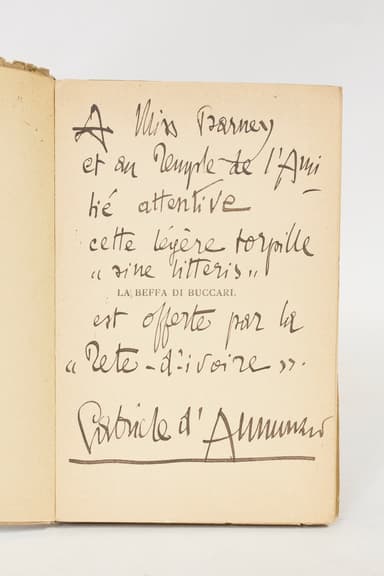 A Miss Barney
et au Temple de l'Ami
tié attentive
cette légère torpille
"sine litteris"
LA BEFFA DI BUCCARI.
est offerte par la
"Tete-d'ivoire".
Gabriele d'Annunzio